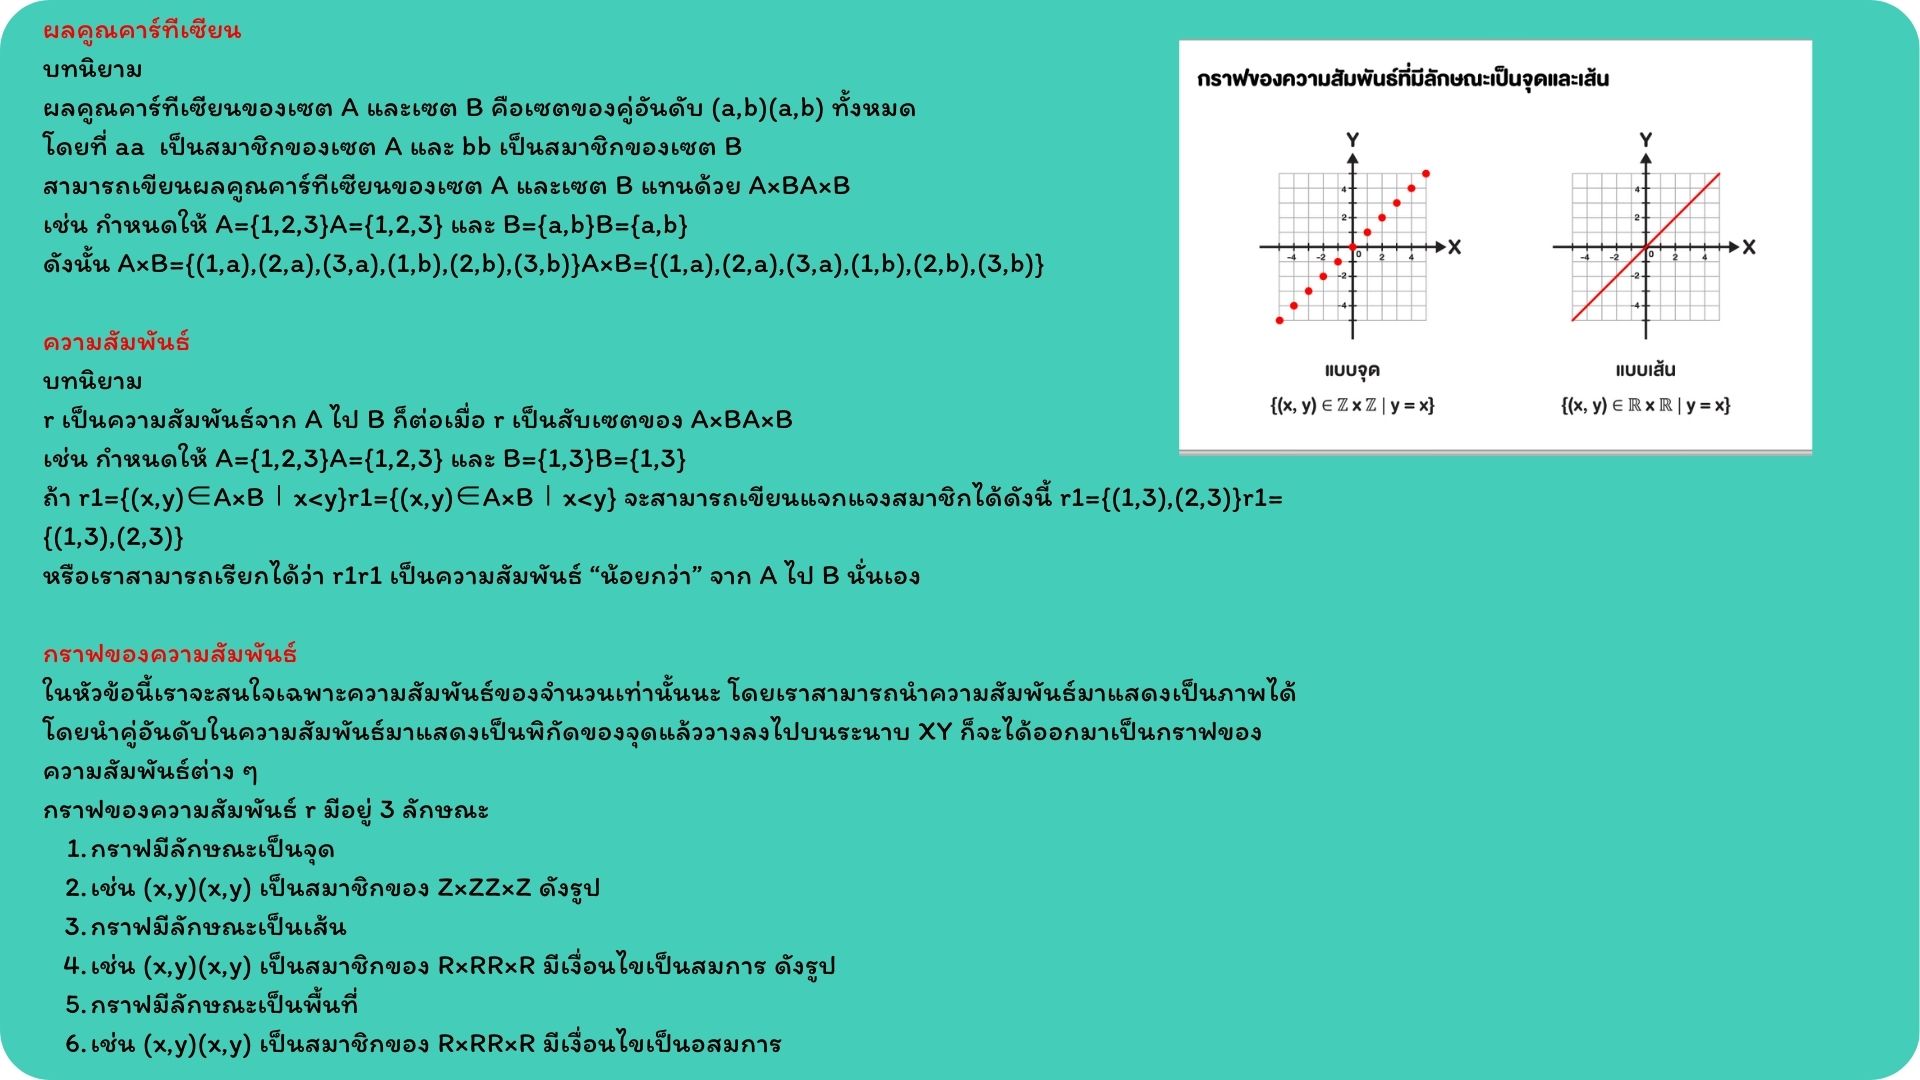 ผลคูณคาร์ทีเซียน
บทนิยาม
ผลคูณคาร์ทีเซียนของเซต A และเซต B คือเซตของคู่อันดับ (a,b)(a,b) ทั้งหมด
โดยที่ aa เป็นสมาชิกของเซต A และ bb เป็นสมาชิกของเซต B
สามารถเขียนผลคูณคาร์ทีเซียนของเซต A และเซต B แทนด้วย A×BA×B
เช่น กำหนดให้ A={1,2,3}A={1,2,3} และ B={a,b}B={a,b}
ดังนั้น A×B={(1,a),(2,a),(3,a),(1,b),(2,b),(3,b)}A×B={(1,a),(2,a),(3,a),(1,b),(2,b),(3,b)}
ความสัมพันธ์
บทนิยาม
r เป็นความสัมพันธ์จาก A ไป B ก็ต่อเมื่อ r เป็นสับเซตของ A×BA×B
เช่น กำหนดให้ A={1,2,3}A={1,2,3} และ B={1,3}B={1,3}
ถ้า r1={(x,y)∈A×B∣x<y}r1={(x,y)∈A×B∣x<y} จะสามารถเขียนแจกแจงสมาชิกได้ดังนี้ r1={(1,3),(2,3)}r1=
{(1,3),(2,3)}
หรือเราสามารถเรียกได้ว่า r1r1 เป็นความสัมพันธ์ “น้อยกว่า” จาก A ไป B นั่นเอง
กราฟของความสัมพันธ์
ในหัวข้อนี้เราจะสนใจเฉพาะความสัมพันธ์ของจำนวนเท่านั้นนะ โดยเราสามารถนำความสัมพันธ์มาแสดงเป็นภาพได้
โดยนำคู่อันดับในความสัมพันธ์มาแสดงเป็นพิกัดของจุดแล้ววางลงไปบนระนาบ XY ก็จะได้ออกมาเป็นกราฟของ
ความสัมพันธ์ต่าง ๆ
กราฟของความสัมพันธ์ r มีอยู่ 3 ลักษณะ
1. กราฟมีลักษณะเป็นจุด
2. เช่น (x,y)(x,y) เป็นสมาชิกของ Z×ZZ×Z ดังรูป
3. กราฟมีลักษณะเป็นเส้น
4. เช่น (x,y)(x,y) เป็นสมาชิกของ R×RR×R มีเงื่อนไขเป็นสมการ ดังรูป
5. กราฟมีลักษณะเป็นพื้นที่
6. เช่น (x,y)(x,y) เป็นสมาชิกของ R×RR×R มีเงื่อนไขเป็นอสมการ
กราฟของความสัมพันธ์ที่มีลักษณะเป็นจุดและเส้น
Y
4
2
-4 -2 0 2 4 X
-2
-4
แบบจุด
{(x, y) ∈ ℤ x ℤ | y = x}
Y
4
2
-4 -2 0 2 4 X
-2
-4
แบบเส้น
{(x, y) ∈ ℝ x ℝ | y = x}